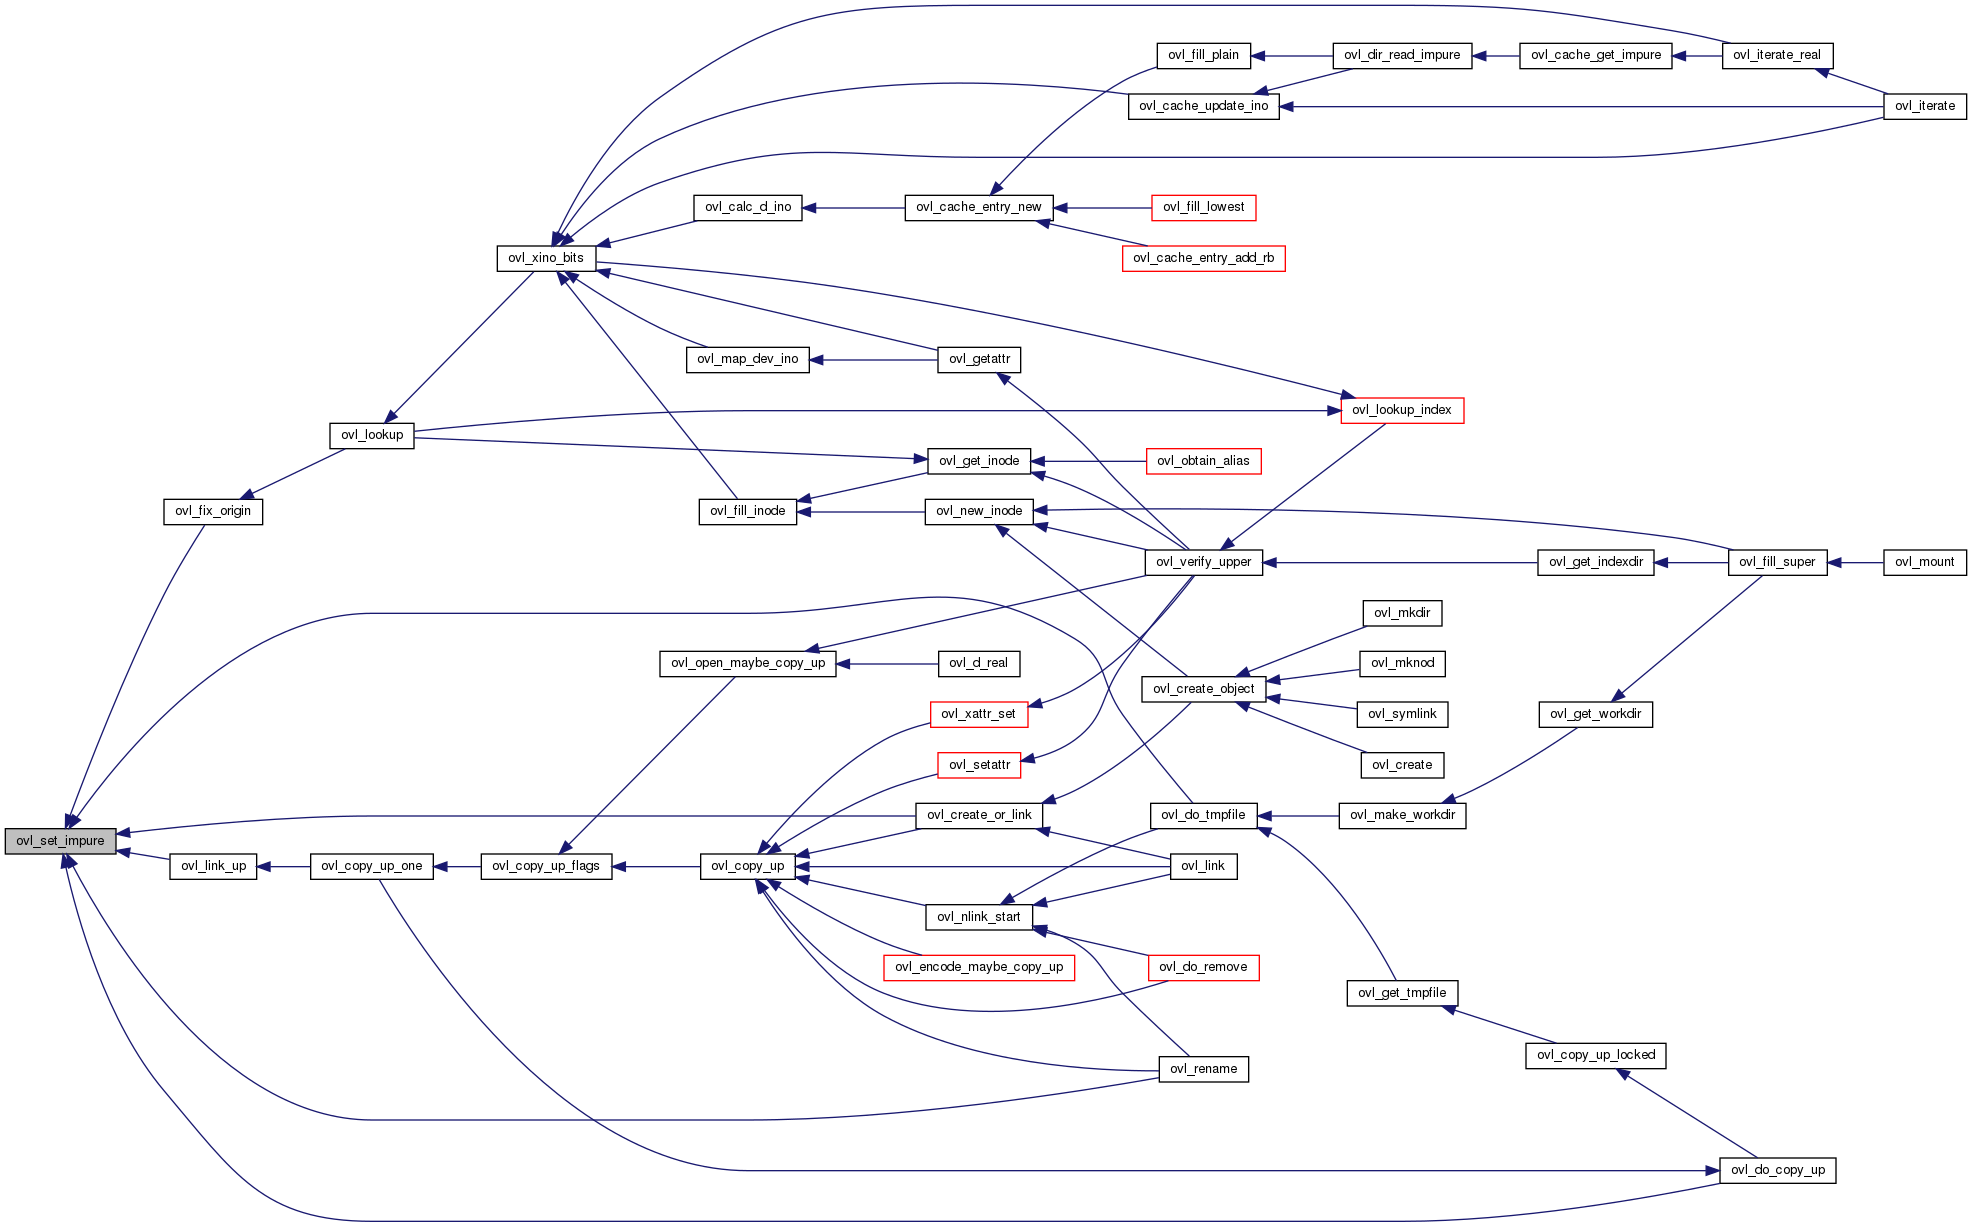 ovl_fill_plain
ovl_dir_read_impure
ovl_cache_get_impure
ovl_iterate_real
ovl_cache_update_ino
ovl_iterate
ovl_calc_d_ino
ovl_cache_entry_new
ovl_fill_lowest
ovl_xino_bits
ovl_cache_entry_add_rb
ovl_map_dev_ino
ovl_getattr
ovl_lookup_index
ovl_lookup
ovl_get_inode
ovl_obtain_alias
ovl_fix_origin
ovl_fill_inode
ovl_new_inode
ovl_verify_upper
ovl_get_indexdir
ovl_fill_super
ovl_mount
ovl_mkdir
ovl_open_maybe_copy_up
ovl_d_real
ovl_mknod
ovl_create_object
ovl_xattr_set
ovl_symlink
ovl_get_workdir
ovl_setattr
ovl_create
ovl_create_or_link
ovl_do_tmpfile
ovl_make_workdir
ovl_set_impure
ovl_link_up
ovl_copy_up_one
ovl_copy_up_flags
ovl_copy_up
ovl_link
ovl_nlink_start
ovl_encode_maybe_copy_up
ovl_do_remove
ovl_get_tmpfile
ovl_copy_up_locked
ovl_rename
ovl_do_copy_up